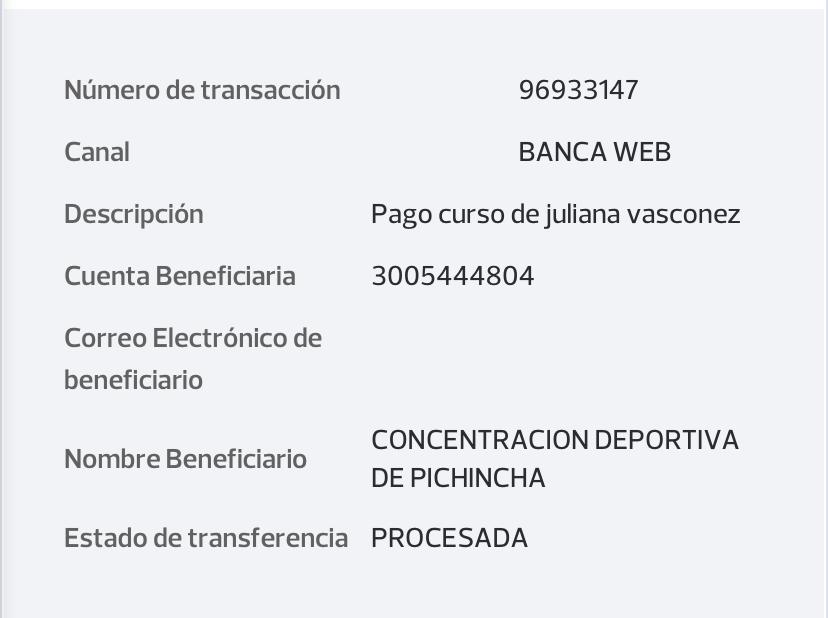 Número de transacción 96933147
Canal BANCA WEB
Descripción Pago curso de juliana vasconez
Cuenta Beneficiaria 3005444804
Correo Electrónico de
beneficiario
Nombre Beneficiario CONCENTRACION DEPORTIVA
DE PICHINCHA
Estado de transferencia PROCESADA